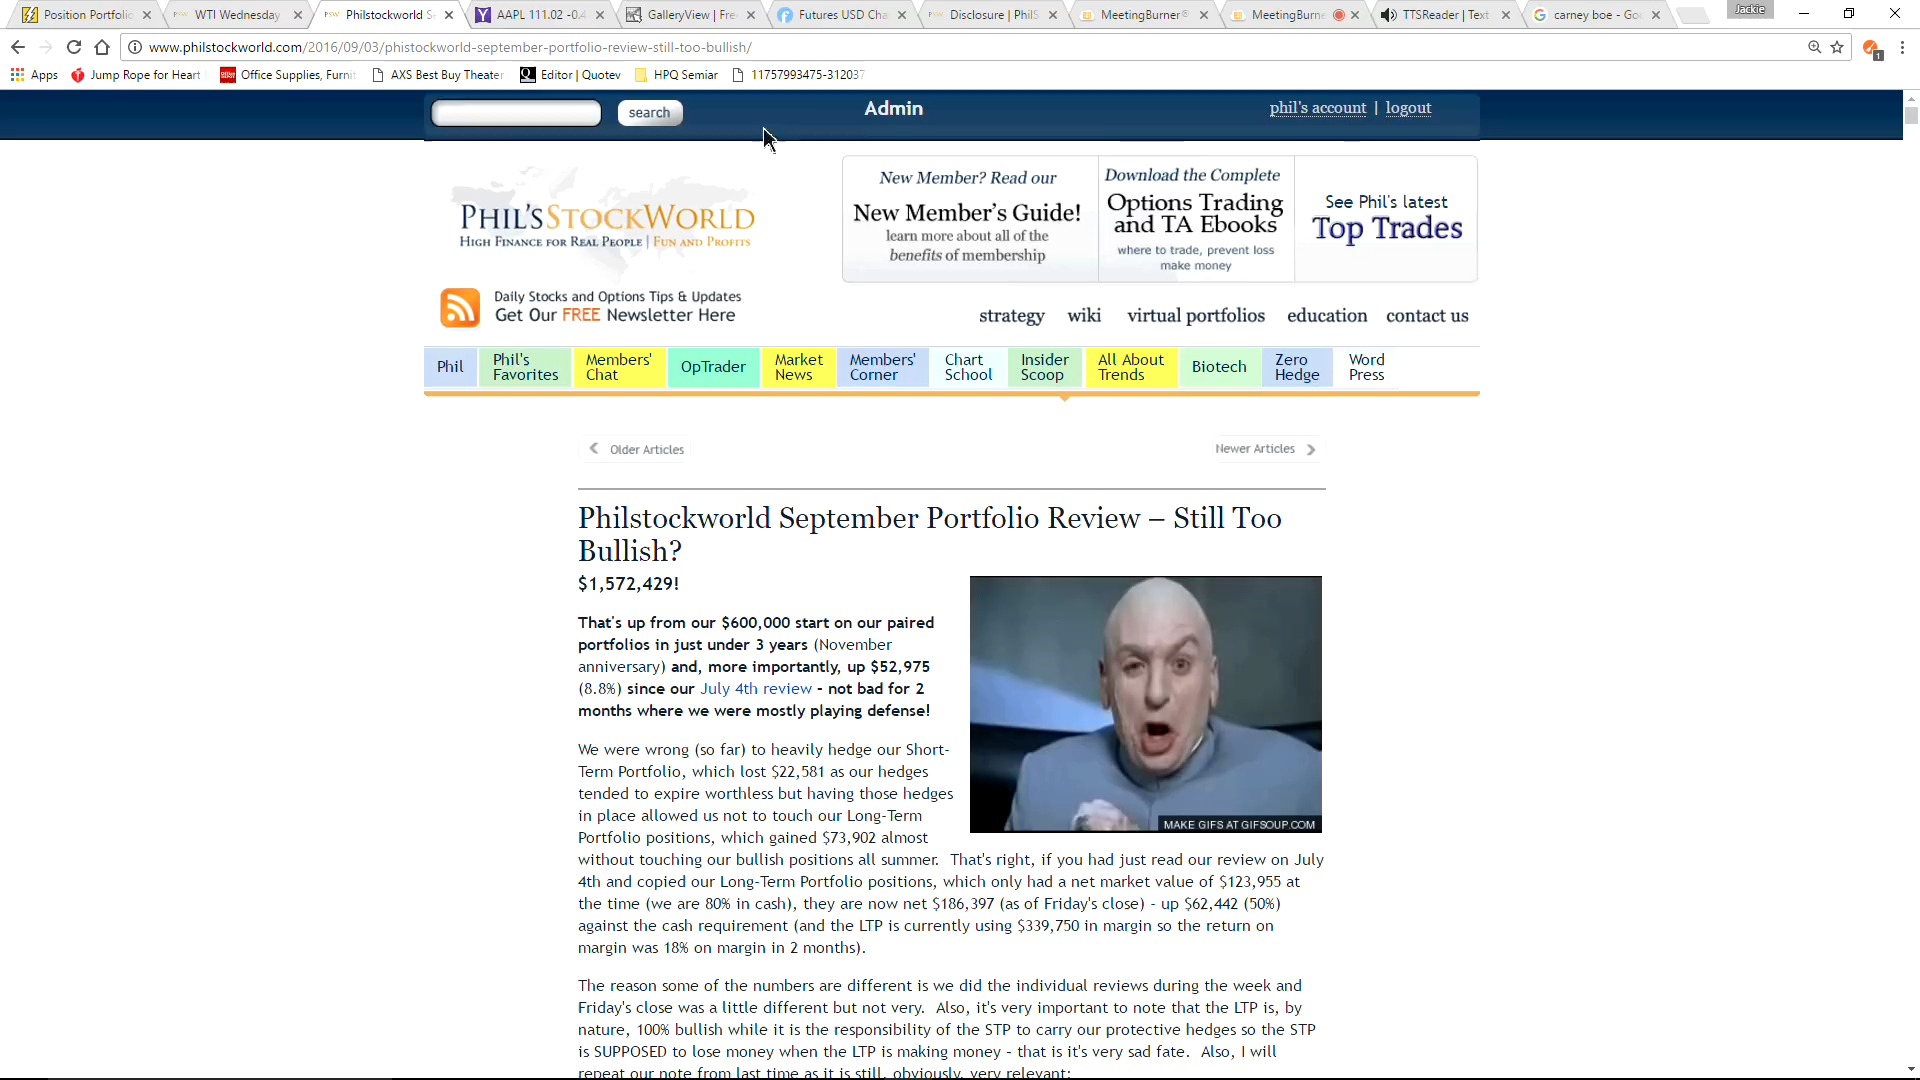 Position Portfolio
WTI Wednesday
Philstockworld S
AAPL 111.02 -0.4
GalleryView | Fre
Futures USD Cha
Disclosure | PhilS
MeetingBurner®
MeetingBurne
TTSReader | Text
carney boe - Go
Jackie
www.philstockworld.com/2016/09/03/phistockworld-september-portfolio-review-still-too-bullish/
1
Apps
Jump Rope for Heart
Office Supplies, Furni
AXS Best Buy Theater
Editor | Quotev
HPQ Semiar
11757993475-312037
search
Admin
phil's account | logout
PHIL'SSTOCKWORLD
HIGH FINANCE FOR REAL PEOPLE | FUN AND PROFITS
New Member? Read our
New Member's Guide!
learn more about all of the
benefits of membership
Download the Complete
Options Trading
and TA Ebooks
where to trade, prevent loss
make money
See Phil's latest
Top Trades
Daily Stocks and Options Tips & Updates
Get Our FREE Newsletter Here
strategy wiki virtual portfolios education contact us
Phil
Phil's
Favorites
Members'
Chat
OpTrader
Market
News
Members'
Corner
Chart
School
Insider
Scoop
All About
Trends
Biotech
Zero
Hedge
Word
Press
Older Articles
Newer Articles
Philstockworld September Portfolio Review – Still Too
Bullish?
$1,572,429!
That's up from our $600,000 start on our paired
portfolios in just under 3 years (November
anniversary) and, more importantly, up $52,975
(8.8%) since our July 4th review - not bad for 2
months where we were mostly playing defense!
MAKE GIFS AT GIFSOUP.COM
We were wrong (so far) to heavily hedge our Short-
Term Portfolio, which lost $22,581 as our hedges
tended to expire worthless but having those hedges
in place allowed us not to touch our Long-Term
Portfolio positions, which gained $73,902 almost
without touching our bullish positions all summer. That's right, if you had just read our review on July
4th and copied our Long-Term Portfolio positions, which only had a net market value of $123,955 at
the time (we are 80% in cash), they are now net $186,397 (as of Friday's close) - up $62,442 (50%)
against the cash requirement (and the LTP is currently using $339,750 in margin so the return on
margin was 18% on margin in 2 months).
The reason some of the numbers are different is we did the individual reviews during the week and
Friday's close was a little different but not very. Also, it's very important to note that the LTP is, by
nature, 100% bullish while it is the responsibility of the STP to carry our protective hedges so the STP
is SUPPOSED to lose money when the LTP is making money - that is it's very sad fate. Also, I will
repeat our note from last time as it is still, obviously, very relevant: